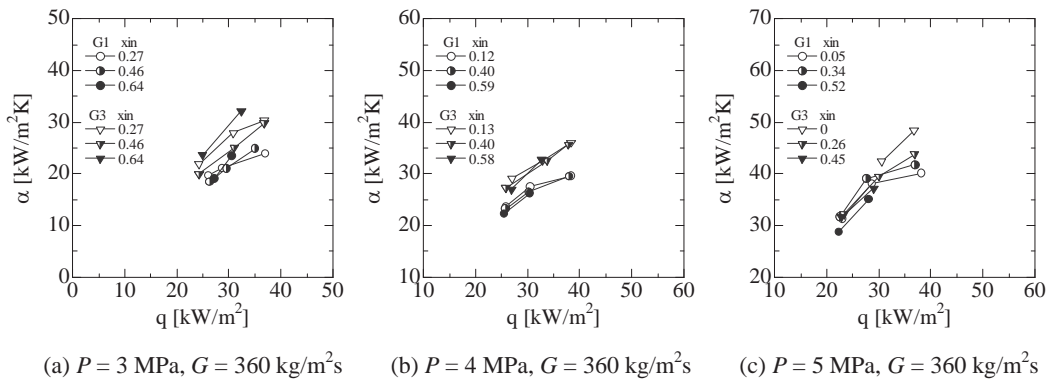 G1 xin
0.27
0.46
0.64
G3 xin
0.27
0.46
0.64
50
40
30
20
10
0
0 10 20 30 40 50 60
α [kW/m²K]
q [kW/m²]
(a) P = 3 MPa, G = 360 kg/m²s
G1 xin
0.12
0.40
0.59
G3 xin
0.13
0.40
0.58
60
50
40
30
20
10
10 20 30 40 50 60
α [kW/m²K]
q [kW/m²]
(b) P = 4 MPa, G = 360 kg/m²s
G1 xin
0.05
0.34
0.52
G3 xin
0
0.26
0.45
70
60
50
40
30
20
10 20 30 40 50 60
α [kW/m²K]
q [kW/m²]
(c) P = 5 MPa, G = 360 kg/m²s